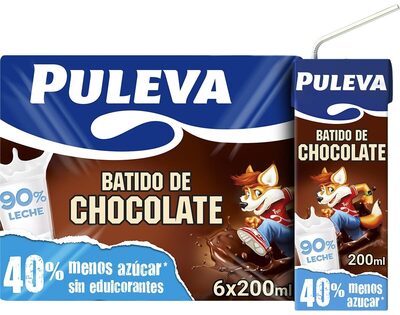 PULEVA
BATIDO DE
CHOCOLATE
90%
LECHE
40% menos azúcar*
sin edulcorantes
6x200ml
PULEVA
BATIDO DE
CHOCOLATE
90%
LECHE
200ml
40% menos
azúcar*